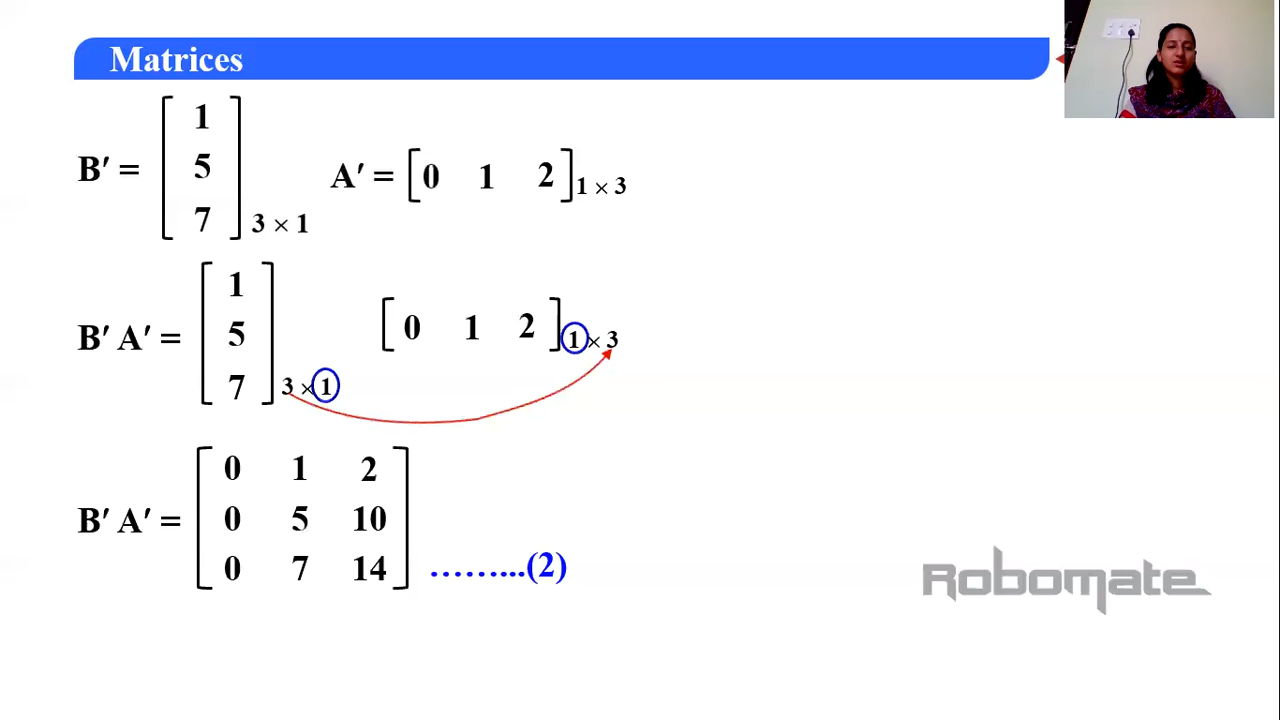 Matrices
B′ = [ 1 5 7 ] 3 × 1 A′ = [ 0 1 2 ] 1 × 3
B′ A′ = [ 1 5 7 ] 3 × 1 [ 0 1 2 ] 1 × 3
B′ A′ = [ 0 1 2
0 5 10
0 7 14 ] ……...(2)
Robomate